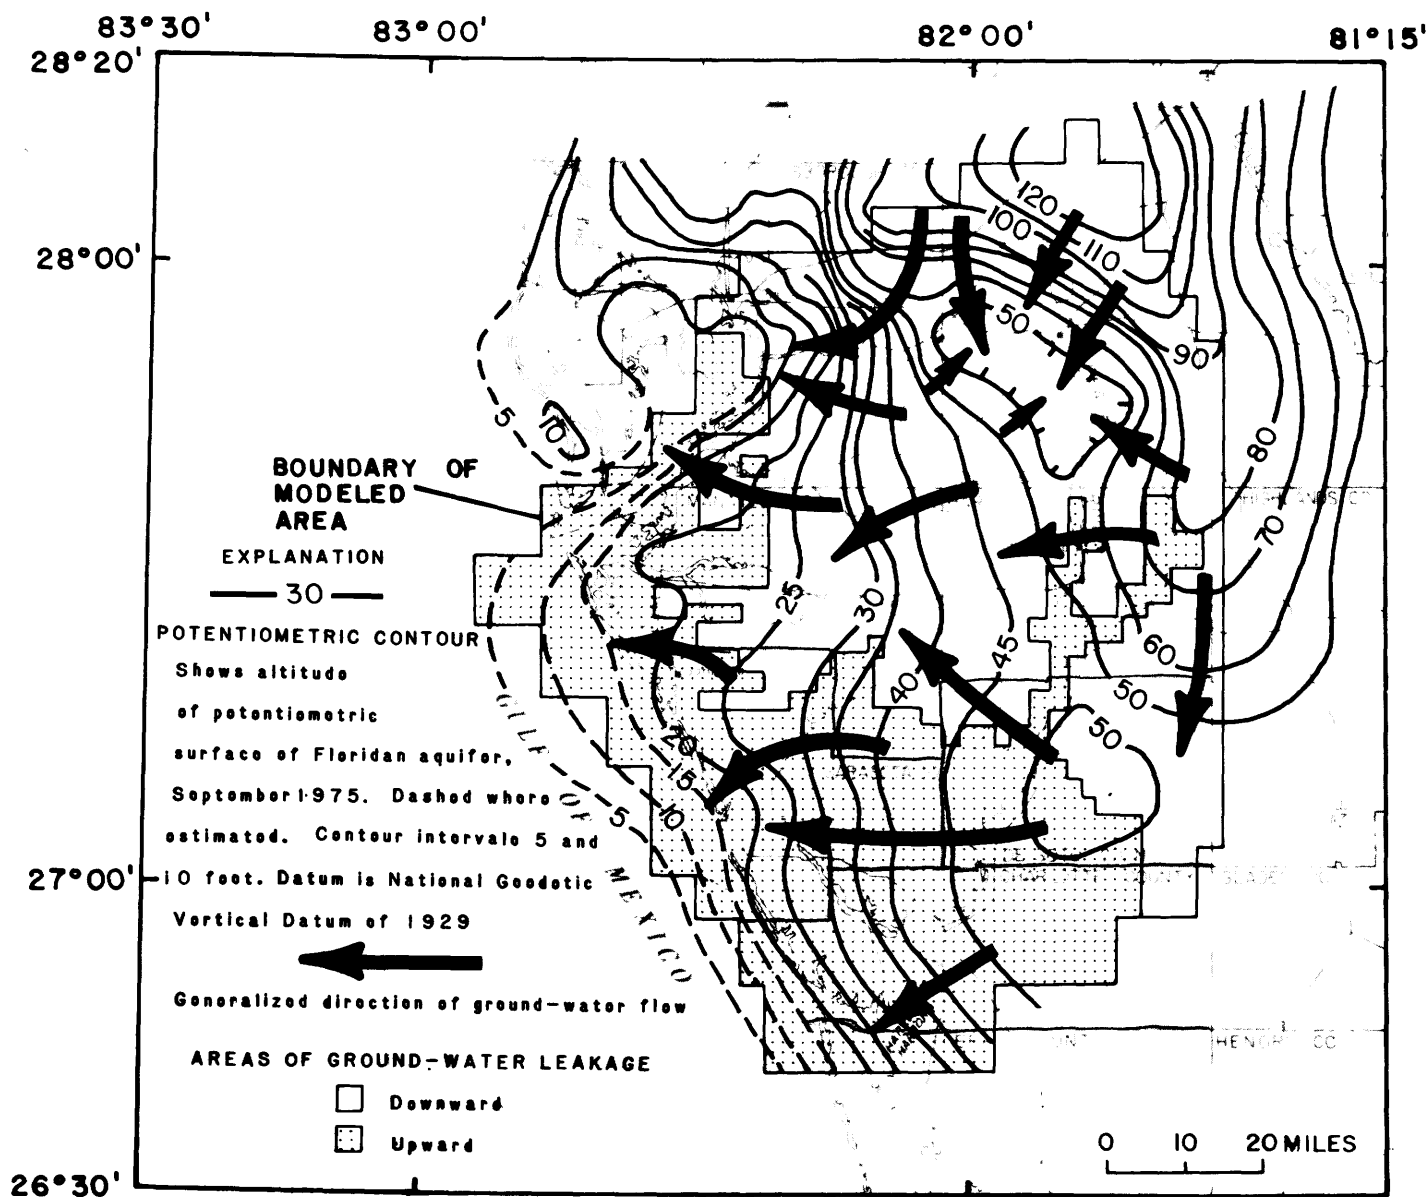 83°30' 83°00' 82°00' 81°15'
28°20'
120
100
110
28°00'
50
90
5
10
80
BOUNDARY OF
MODELED
AREA
70
EXPLANATION
30
25
30
45
60
POTENTIOMETRIC CONTOUR
Shows altitude
of potentiometric
surface of Floridan aquifer,
September 1975. Dashed where
estimated. Contour intervals 5 and
10 feet. Datum is National Geodetic
Vertical Datum of 1929
40
50
50
20
15
10
5
GULF OF MEXICO
27°00'
GLADES
Generalized direction of ground-water flow
AREAS OF GROUND-WATER LEAKAGE
Downward
Upward
0 10 20 MILES
26°30'